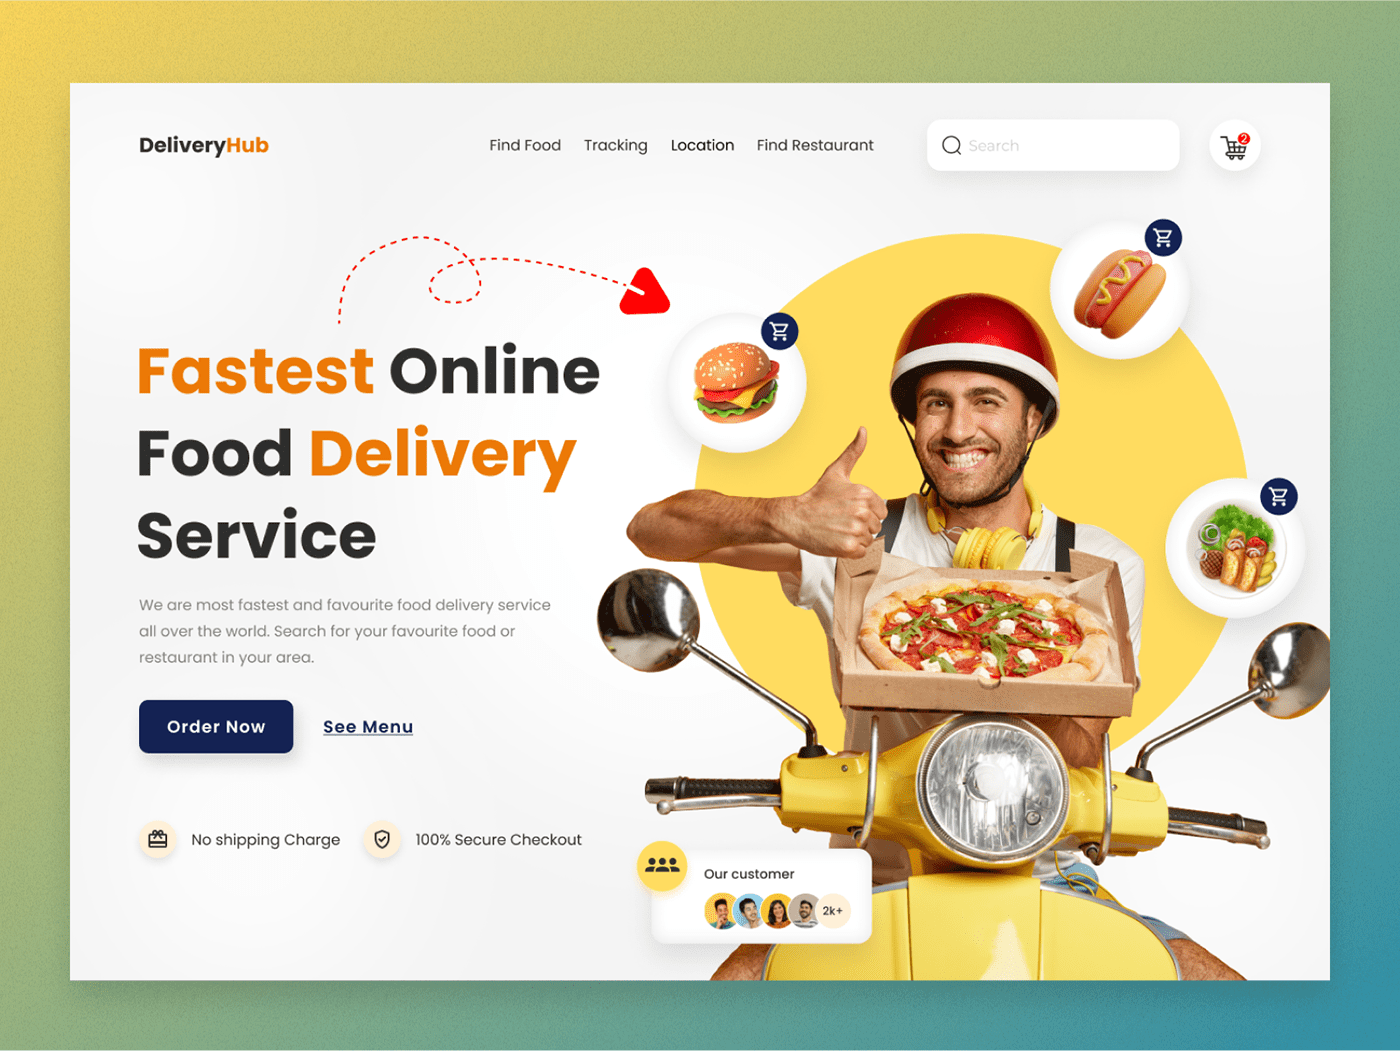 DeliveryHub
Find Food
Tracking
Location
Find Restaurant
Search
2
Fastest Online
Food Delivery
Service
We are most fastest and favourite food delivery service
all over the world. Search for your favourite food or
restaurant in your area.
Order Now
See Menu
No shipping Charge
100% Secure Checkout
Our customer
2k+